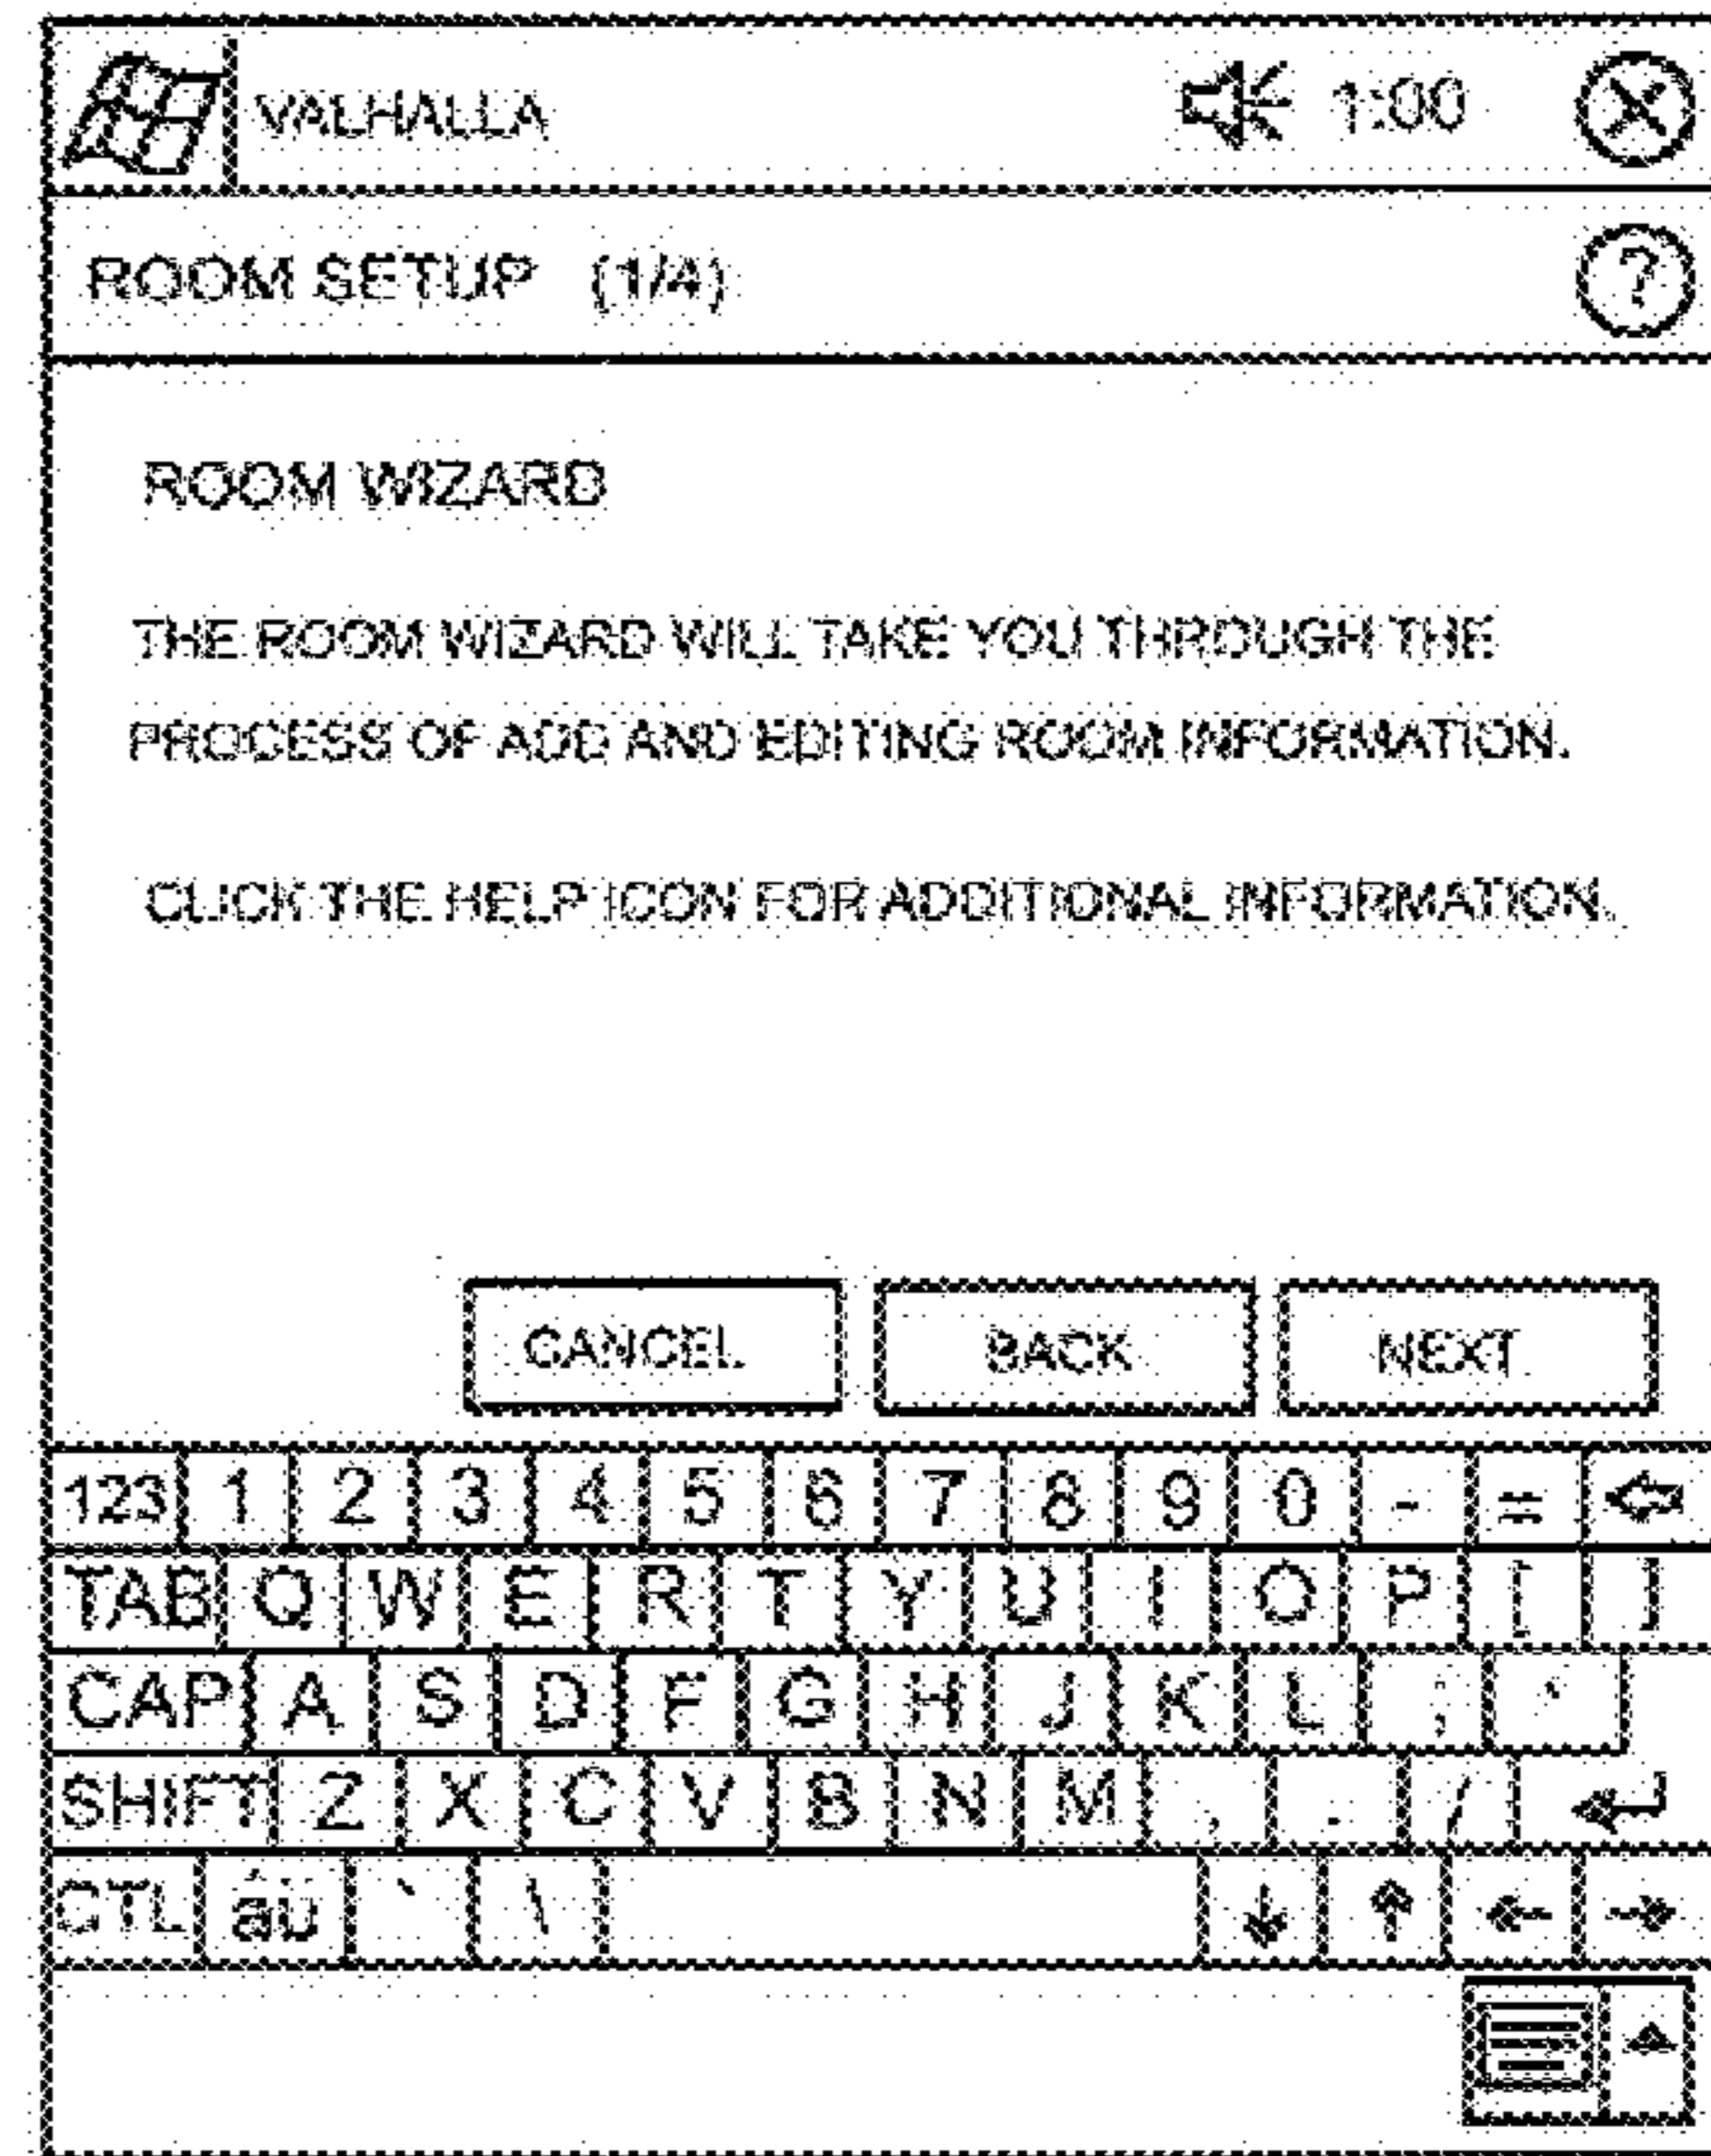 VALHALLA 1:00
ROOM SETUP (1/4) ?
ROOM WIZARD
THE ROOM WIZARD WILL TAKE YOU THROUGH THE
PROCESS OF ADD AND EDITING ROOM INFORMATION.
CLICK THE HELP ICON FOR ADDITIONAL INFORMATION.
CANCEL BACK NEXT
123 1 2 3 4 5 6 7 8 9 0 - =
TAB Q W E R T Y U I O P [ ]
CAP A S D F G H J K L ; '
SHIFT Z X C V B N M , . /
CTL áü ` \